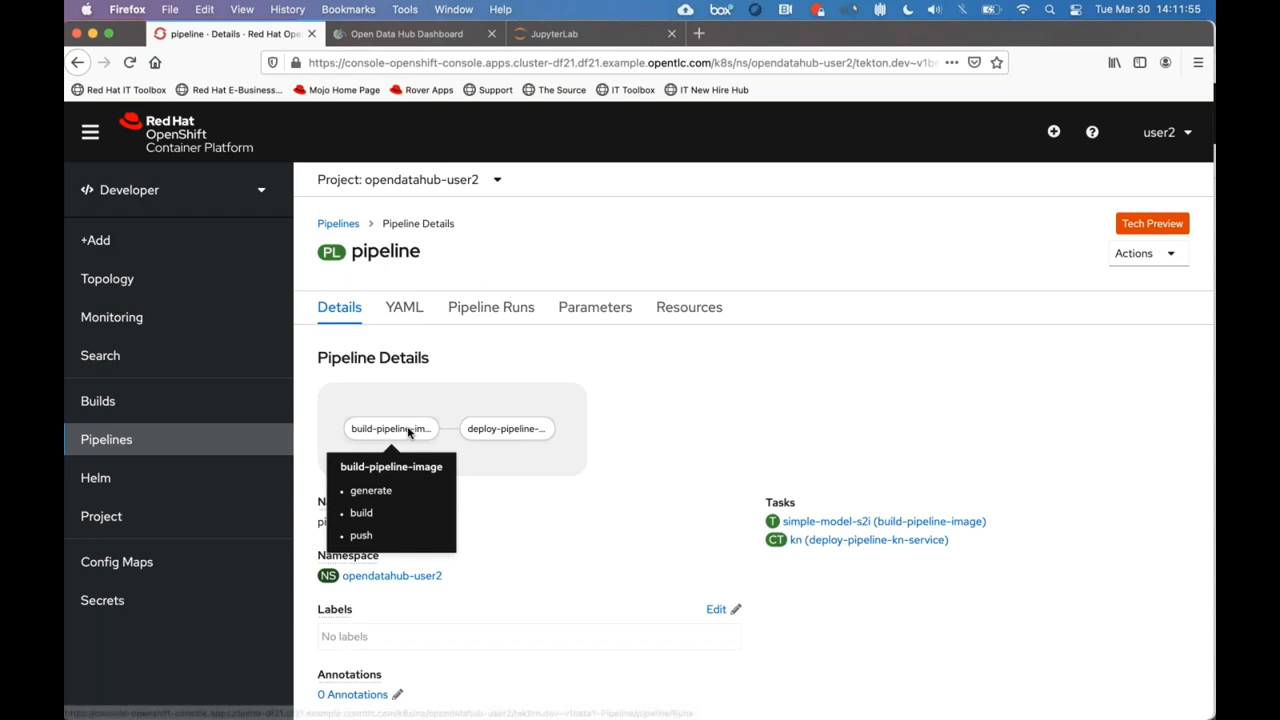 Firefox File Edit View History Bookmarks Tools Window Help
box
Tue Mar 30 14:11:55
pipeline · Details · Red Hat Ope
Open Data Hub Dashboard
JupyterLab
https://console-openshift-console.apps.cluster-df21.df21.example.opentlc.com/k8s/ns/opendatahub-user2/tekton.dev~v1be
Red Hat IT Toolbox
Red Hat E-Business...
Mojo Home Page
Rover Apps
Support
The Source
IT Toolbox
IT New Hire Hub
Red Hat
OpenShift
Container Platform
user2
Developer
Project: opendatahub-user2
Pipelines > Pipeline Details
Tech Preview
PL pipeline
Actions
+Add
Topology
Monitoring
Search
Builds
Pipelines
Helm
Project
Config Maps
Secrets
Details
YAML
Pipeline Runs
Parameters
Resources
Pipeline Details
build-pipeline-im...
deploy-pipeline-...
build-pipeline-image
• generate
• build
• push
Namespace
NS opendatahub-user2
Labels
Edit
No labels
Annotations
0 Annotations
Tasks
T simple-model-s2i (build-pipeline-image)
CT kn (deploy-pipeline-kn-service)